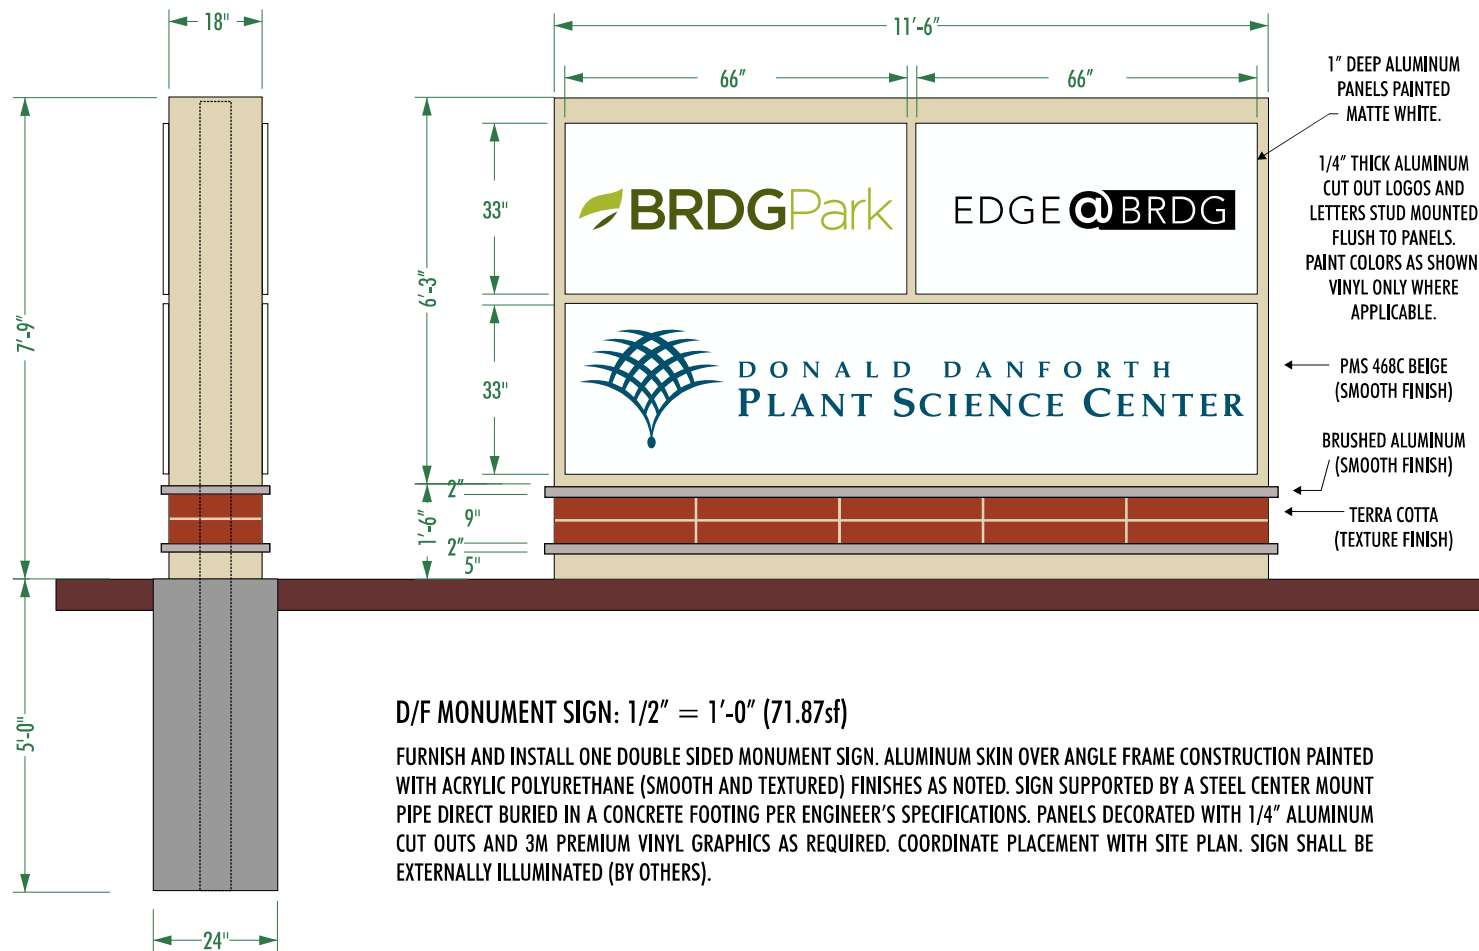 18"
11'-6"
66"
66"
1" DEEP ALUMINUM
PANELS PAINTED
MATTE WHITE.
1/4" THICK ALUMINUM
CUT OUT LOGOS AND
LETTERS STUD MOUNTED
FLUSH TO PANELS.
PAINT COLORS AS SHOWN
VINYL ONLY WHERE
APPLICABLE.
33"
BRDGPark
EDGE@BRDG
6'-3"
7'-9"
33"
DONALD DANFORTH
PLANT SCIENCE CENTER
PMS 468C BEIGE
(SMOOTH FINISH)
BRUSHED ALUMINUM
(SMOOTH FINISH)
2"
9"
1'-6"
2"
5"
TERRA COTTA
(TEXTURE FINISH)
5'-0"
24"
D/F MONUMENT SIGN: 1/2" = 1'-0" (71.87sf)
FURNISH AND INSTALL ONE DOUBLE SIDED MONUMENT SIGN. ALUMINUM SKIN OVER ANGLE FRAME CONSTRUCTION PAINTED
WITH ACRYLIC POLYURETHANE (SMOOTH AND TEXTURED) FINISHES AS NOTED. SIGN SUPPORTED BY A STEEL CENTER MOUNT
PIPE DIRECT BURIED IN A CONCRETE FOOTING PER ENGINEER'S SPECIFICATIONS. PANELS DECORATED WITH 1/4" ALUMINUM
CUT OUTS AND 3M PREMIUM VINYL GRAPHICS AS REQUIRED. COORDINATE PLACEMENT WITH SITE PLAN. SIGN SHALL BE
EXTERNALLY ILLUMINATED (BY OTHERS).